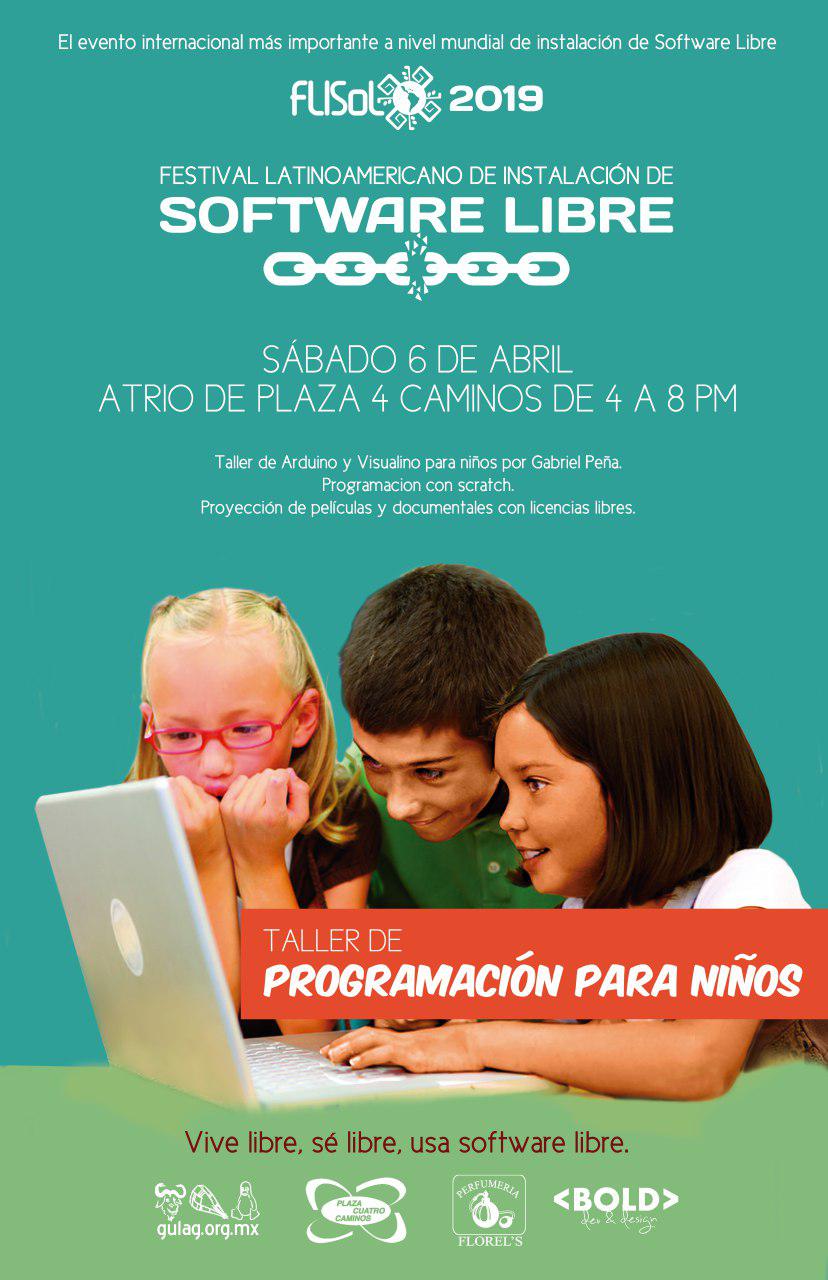 El evento internacional más importante a nivel mundial de instalación de Software Libre
FLISoL 2019
FESTIVAL LATINOAMERICANO DE INSTALACIÓN DE
SOFTWARE LIBRE
SÁBADO 6 DE ABRIL
ATRIO DE PLAZA 4 CAMINOS DE 4 A 8 PM
Taller de Arduino y Visualino para niños por Gabriel Peña.
Programacion con scratch.
Proyección de películas y documentales con licencias libres.
TALLER DE
PROGRAMACIÓN PARA NIÑOS
Vive libre, sé libre, usa software libre.
gulag.org.mx
PLAZA
CUATRO
CAMINOS
PERFUMERIA
FLOREL'S
<BOLD>
dev & design